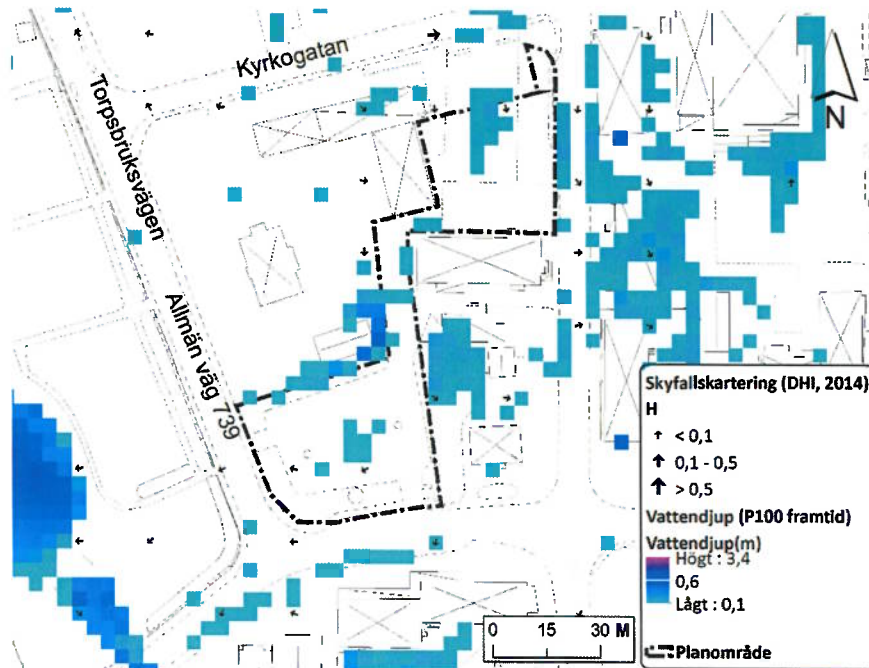 Kyrkogatan
Torpsbruksvägen
Allmän väg 739
N
L
Skyfallskartering (DHI, 2014)
H
< 0,1
0,1 - 0,5
> 0,5
Vattendjup (P100 framtid)
Vattendjup(m)
Högt : 3,4
0,6
Lågt : 0,1
Planområde
0 15 30 M